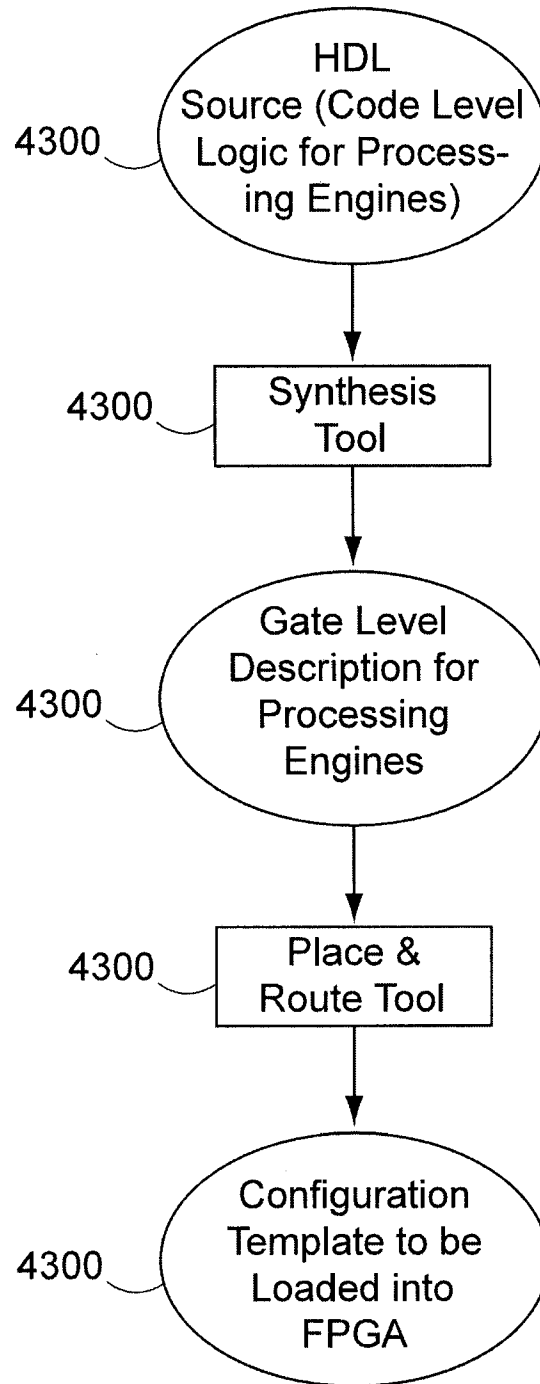 HDL
Source (Code Level
4300
Logic for Process-
ing Engines)
4300
Synthesis
Tool
Gate Level
Description for
4300
Processing
Engines
4300
Place &
Route Tool
Configuration
Template to be
4300
Loaded into
FPGA